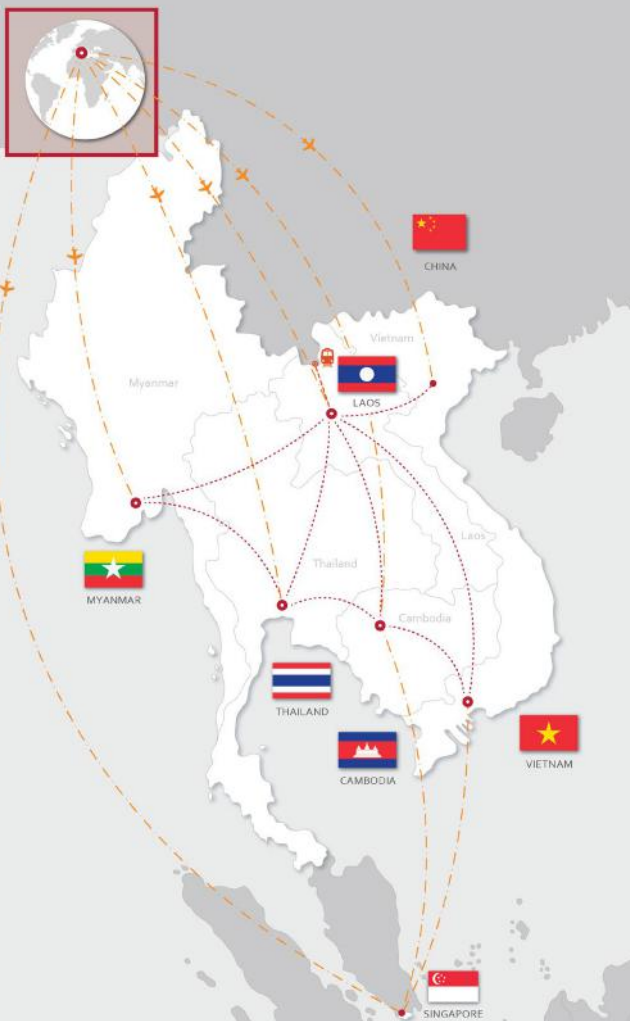 CHINA
Vietnam
Myanmar
LAOS
Laos
Thailand
MYANMAR
Cambodia
THAILAND
VIETNAM
CAMBODIA
SINGAPORE